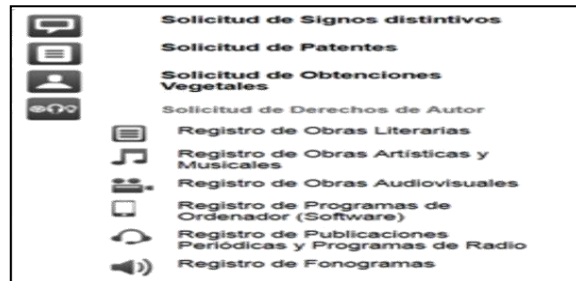 Solicitud de Signos distintivos
Solicitud de Patentes
Solicitud de Obtenciones
Vegetales
Solicitud de Derechos de Autor
Registro de Obras Literarias
Registro de Obras Artísticas y
Musicales
Registro de Obras Audiovisuales
Registro de Programas de
Ordenador (Software)
Registro de Publicaciones
Periódicas y Programas de Radio
Registro de Fonogramas